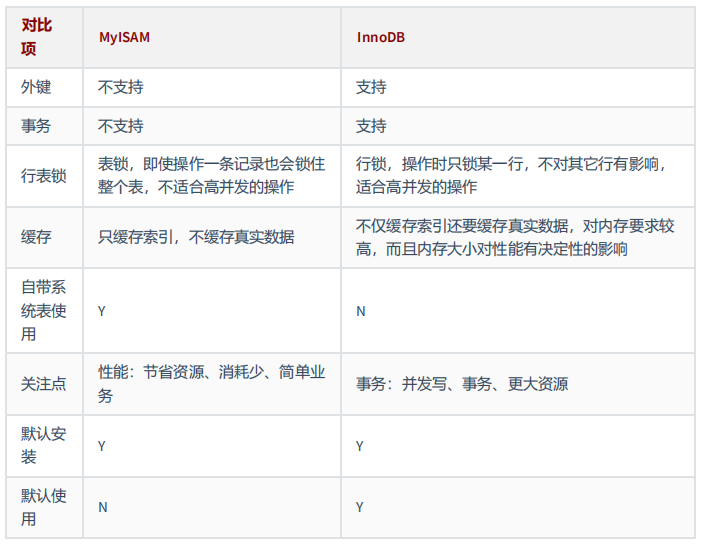 对比
项
MyISAM
InnoDB
外键
不支持
支持
事务
不支持
支持
行表锁
表锁，即使操作一条记录也会锁住
整个表，不适合高并发的操作
行锁，操作时只锁某一行，不对其它行有影响，
适合高并发的操作
缓存
只缓存索引，不缓存真实数据
不仅缓存索引还要缓存真实数据，对内存要求较
高，而且内存大小对性能有决定性的影响
自带系
统表使
用
Y
N
关注点
性能：节省资源、消耗少、简单业
务
事务：并发写、事务、更大资源
默认安
装
Y
Y
默认使
用
N
Y